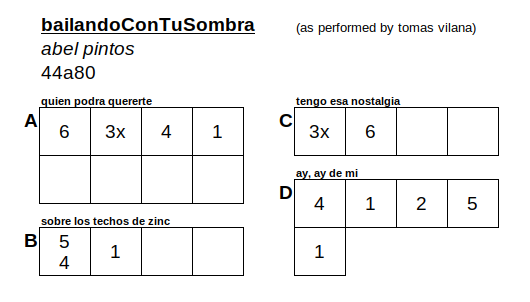 bailandoConTuSombra
(as performed by tomas vilana)
abel pintos
44a80
quien podra quererte
A 6 3x 4 1
sobre los techos de zinc
B 5 1
4
tengo esa nostalgia
C 3x 6
ay, ay de mi
D 4 1 2 5
1